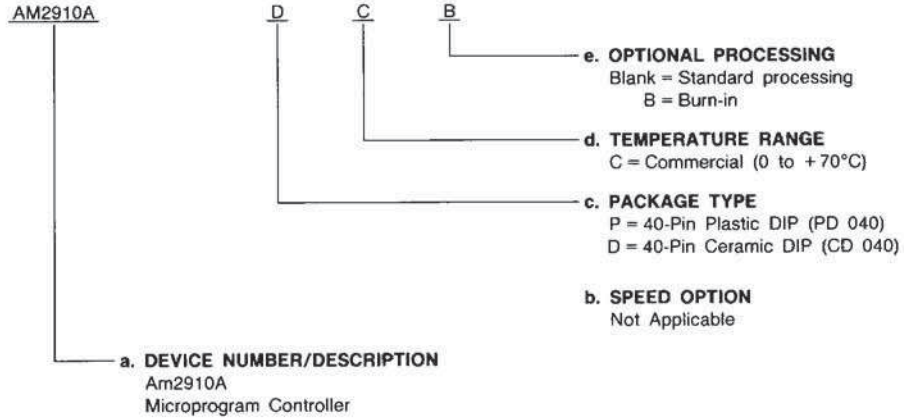 AM2910A D C B
e. OPTIONAL PROCESSING
Blank = Standard processing
B = Burn-in
d. TEMPERATURE RANGE
C = Commercial (0 to +70°C)
c. PACKAGE TYPE
P = 40-Pin Plastic DIP (PD 040)
D = 40-Pin Ceramic DIP (CD 040)
b. SPEED OPTION
Not Applicable
a. DEVICE NUMBER/DESCRIPTION
Am2910A
Microprogram Controller